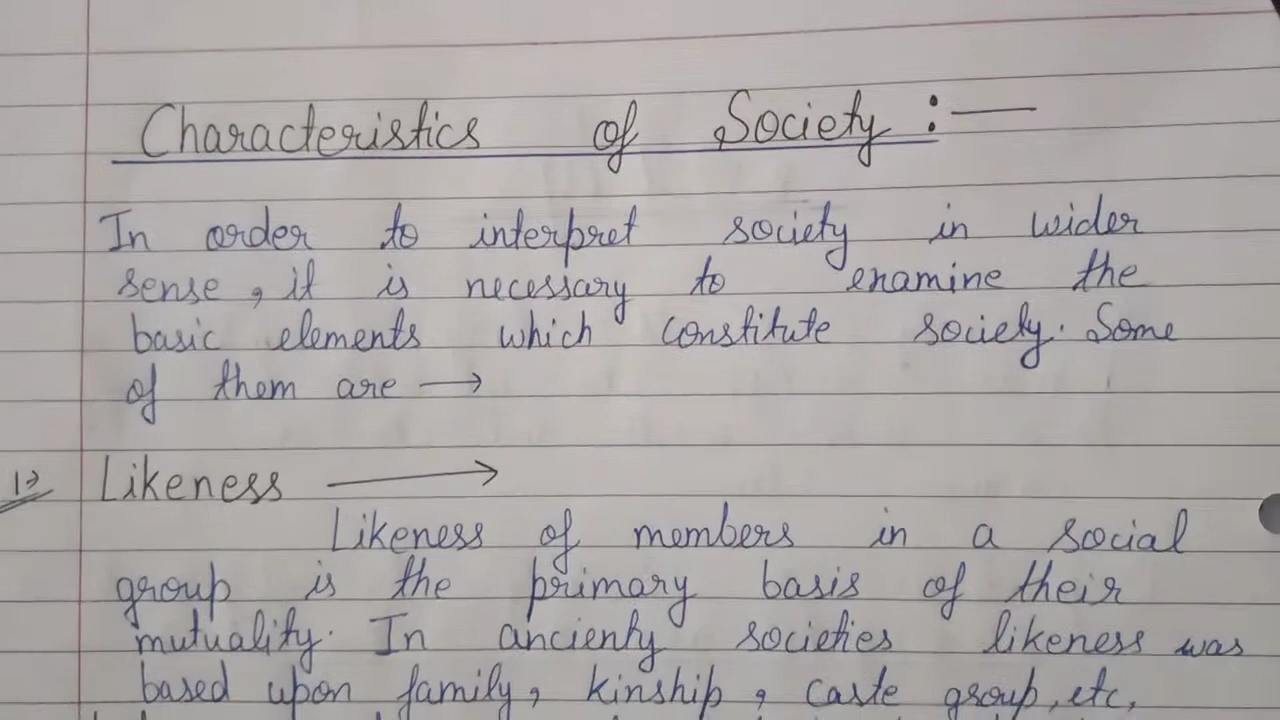 Characteristics of Society :—
In order to interpret society in wider
sense, it is necessary to examine the
basic elements which constitute society. Some
of them are →
1) Likeness →
Likeness of members in a social
group is the primary basis of their
mutuality. In ancienty societies likeness was
based upon family, kinship, caste group, etc,